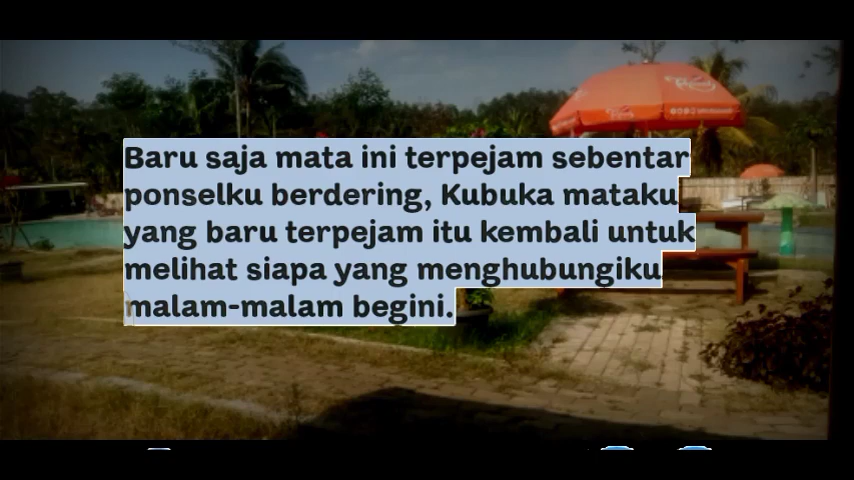 Baru saja mata ini terpejam sebentar
ponselku berdering, Kubuka mataku
yang baru terpejam itu kembali untuk
melihat siapa yang menghubungiku
malam-malam begini.